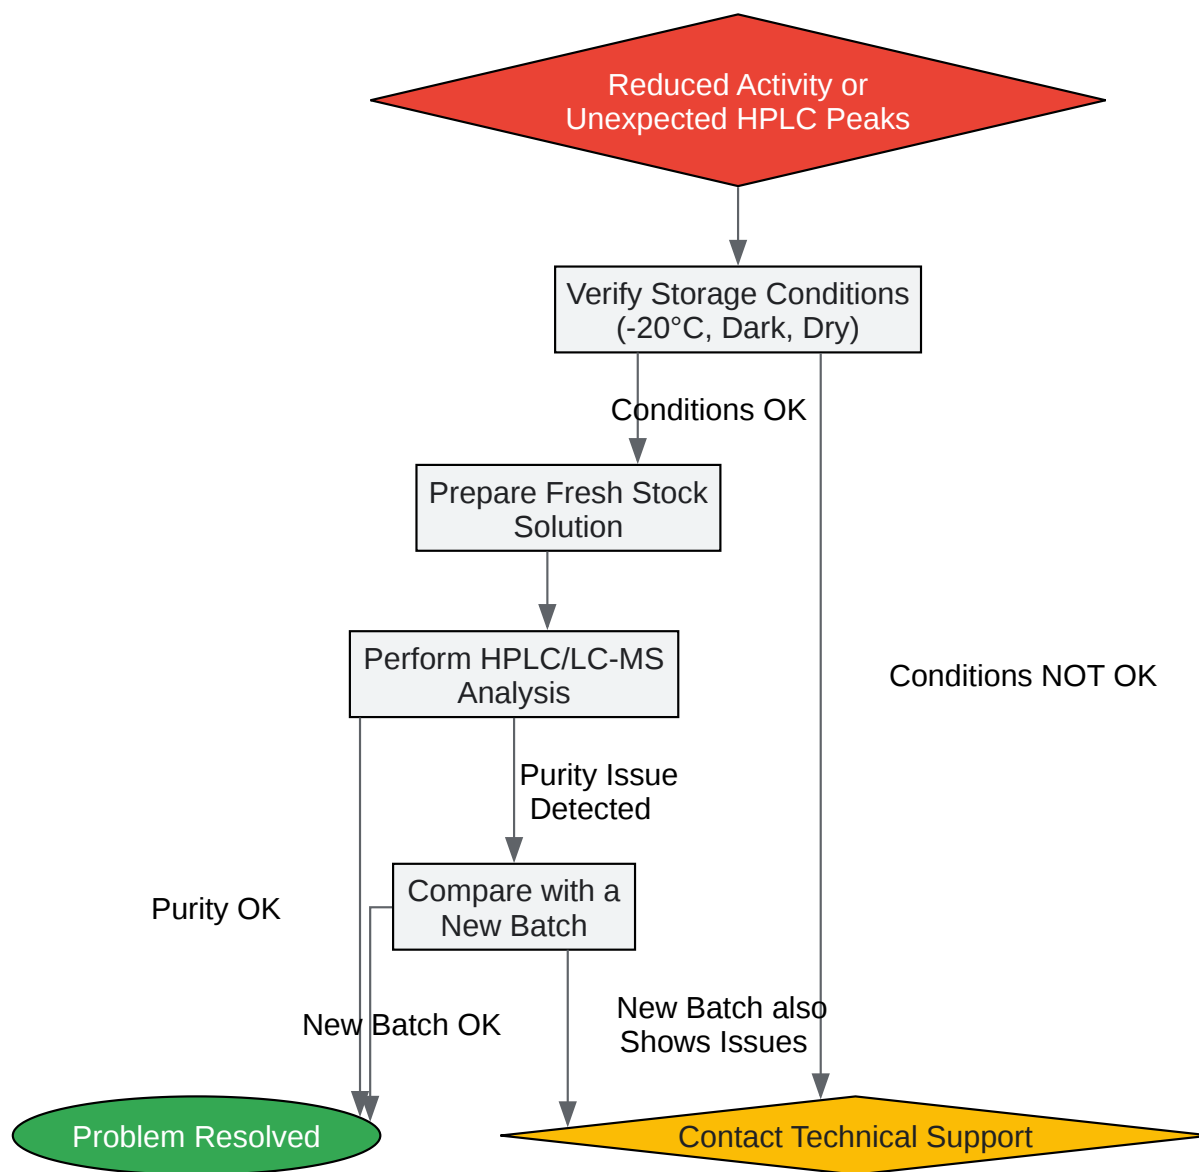 Reduced Activity or
Unexpected HPLC Peaks
Verify Storage Conditions
(-20°C, Dark, Dry)
Conditions OK
Prepare Fresh Stock
Solution
Perform HPLC/LC-MS
Analysis
Conditions NOT OK
Purity Issue
Detected
Compare with a
New Batch
Purity OK
New Batch OK
New Batch also
Shows Issues
Problem Resolved
Contact Technical Support